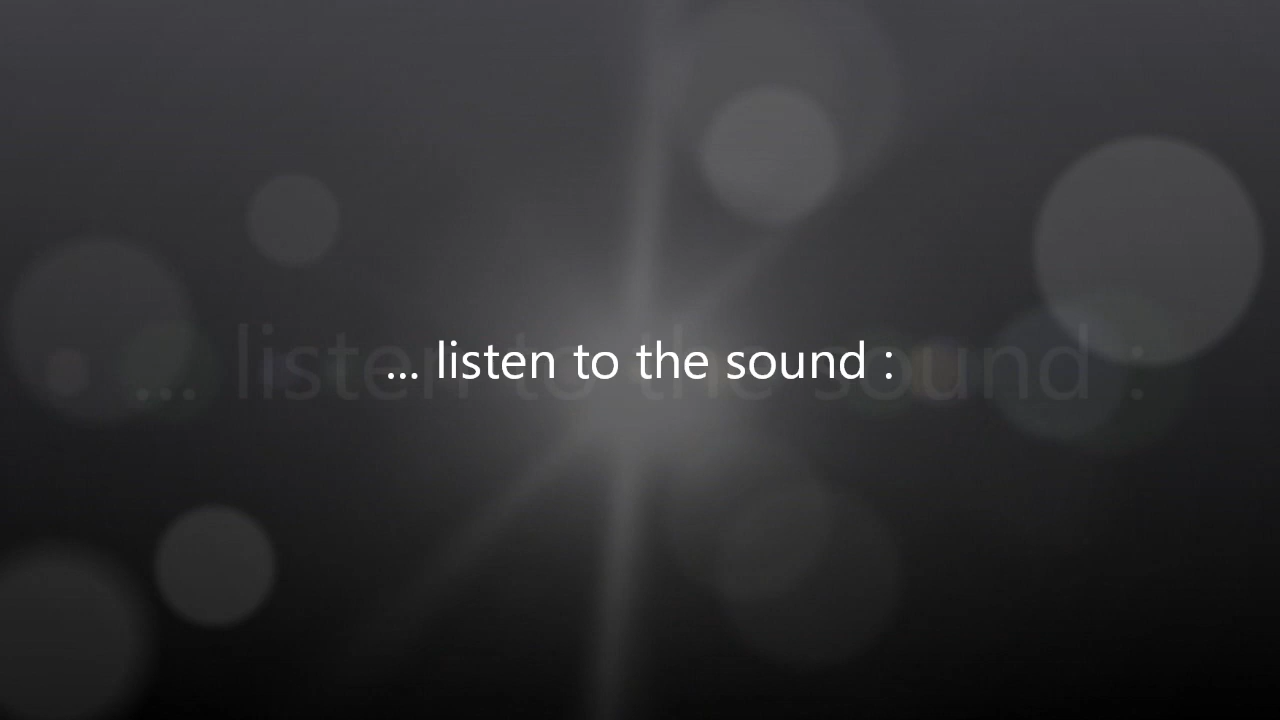 ... listen to the sound :